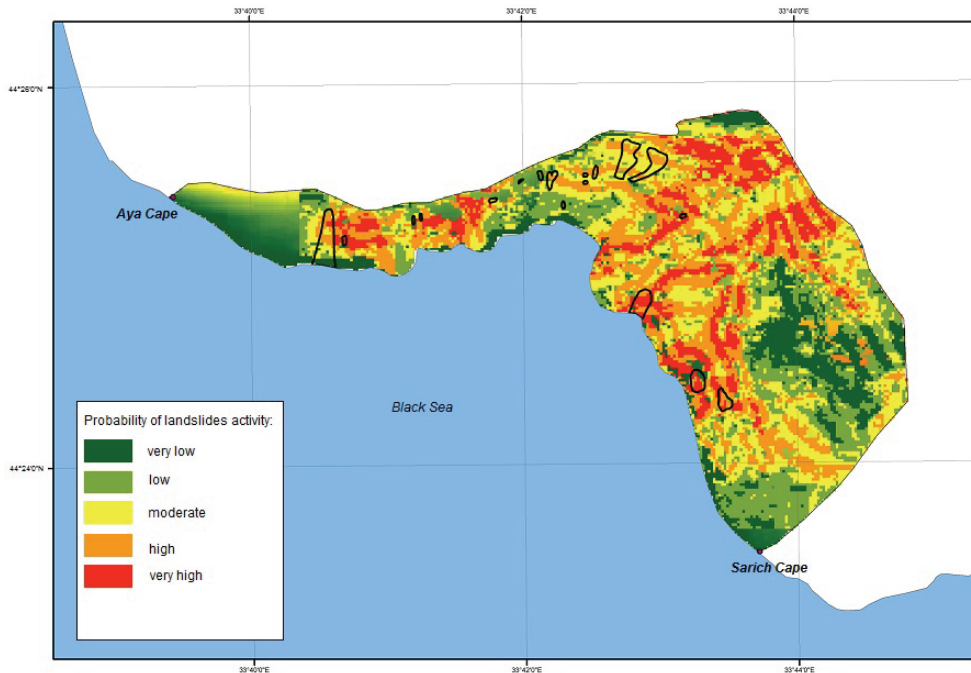 33°40'0"E
33°42'0"E
33°44'0"E
44°26'0"N
Aya Cape
Black Sea
Probability of landslides activity:
very low
low
moderate
high
very high
44°24'0"N
Sarich Cape
33°40'0"E
33°42'0"E
33°44'0"E